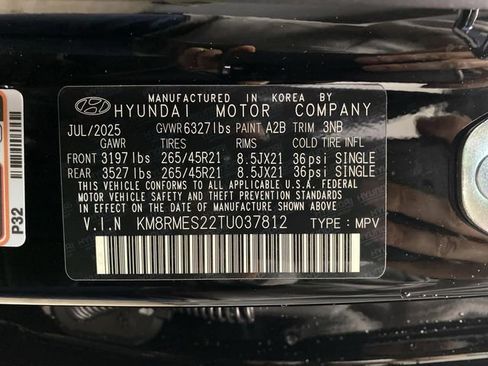 MANUFACTURED IN KOREA BY
HYUNDAI MOTOR COMPANY
JUL/2025 GVWR 6327lbs PAINT A2B TRIM 3NB
GAWR TIRES RIMS COLD TIRE INFL
FRONT 3197lbs 265/45R21 8.5JX21 36psi SINGLE
REAR 3527lbs 265/45R21 8.5JX21 36psi SINGLE
THIS VEHICLE CONFORMS TO ALL APPLICABLE U.S.A. FEDERAL
MOTOR VEHICLE SAFETY AND THEFT PREVENTION STANDARDS
IN EFFECT ON THE DATE OF MANUFACTURE SHOWN ABOVE.
V.I.N KM8RMES22TU037812 TYPE : MPV
P32